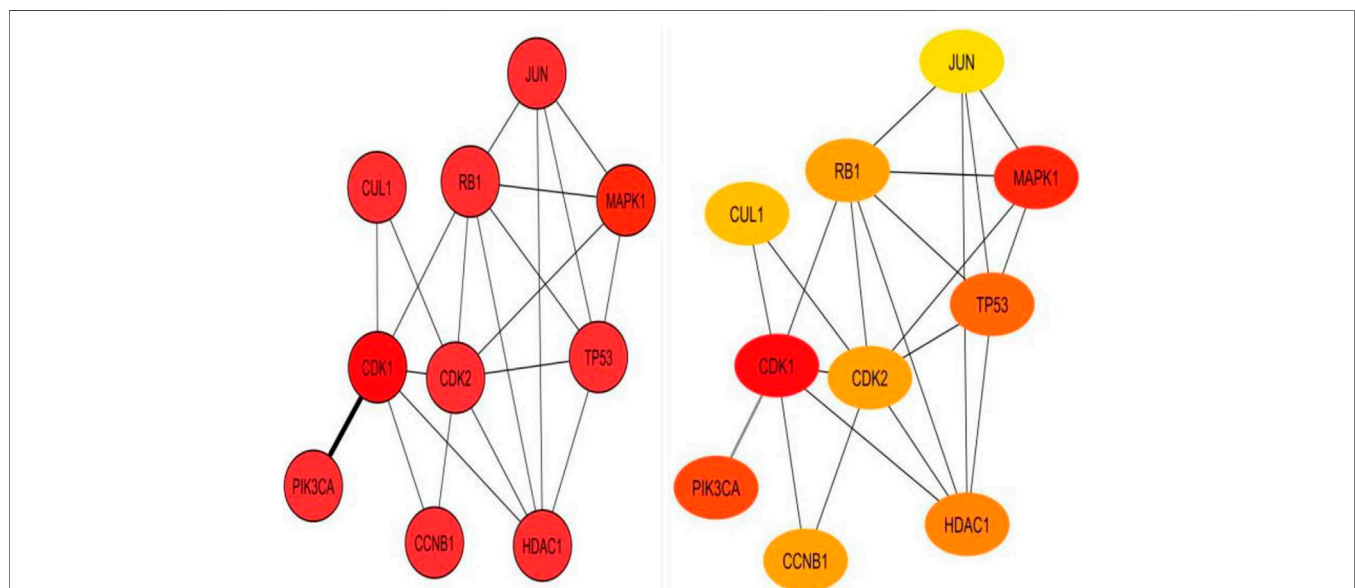 JUN
CUL1
RB1
MAPK1
CDK1
CDK2
TP53
PIK3CA
CCNB1
HDAC1
JUN
RB1
MAPK1
CUL1
TP53
CDK1
CDK2
PIK3CA
HDAC1
CCNB1